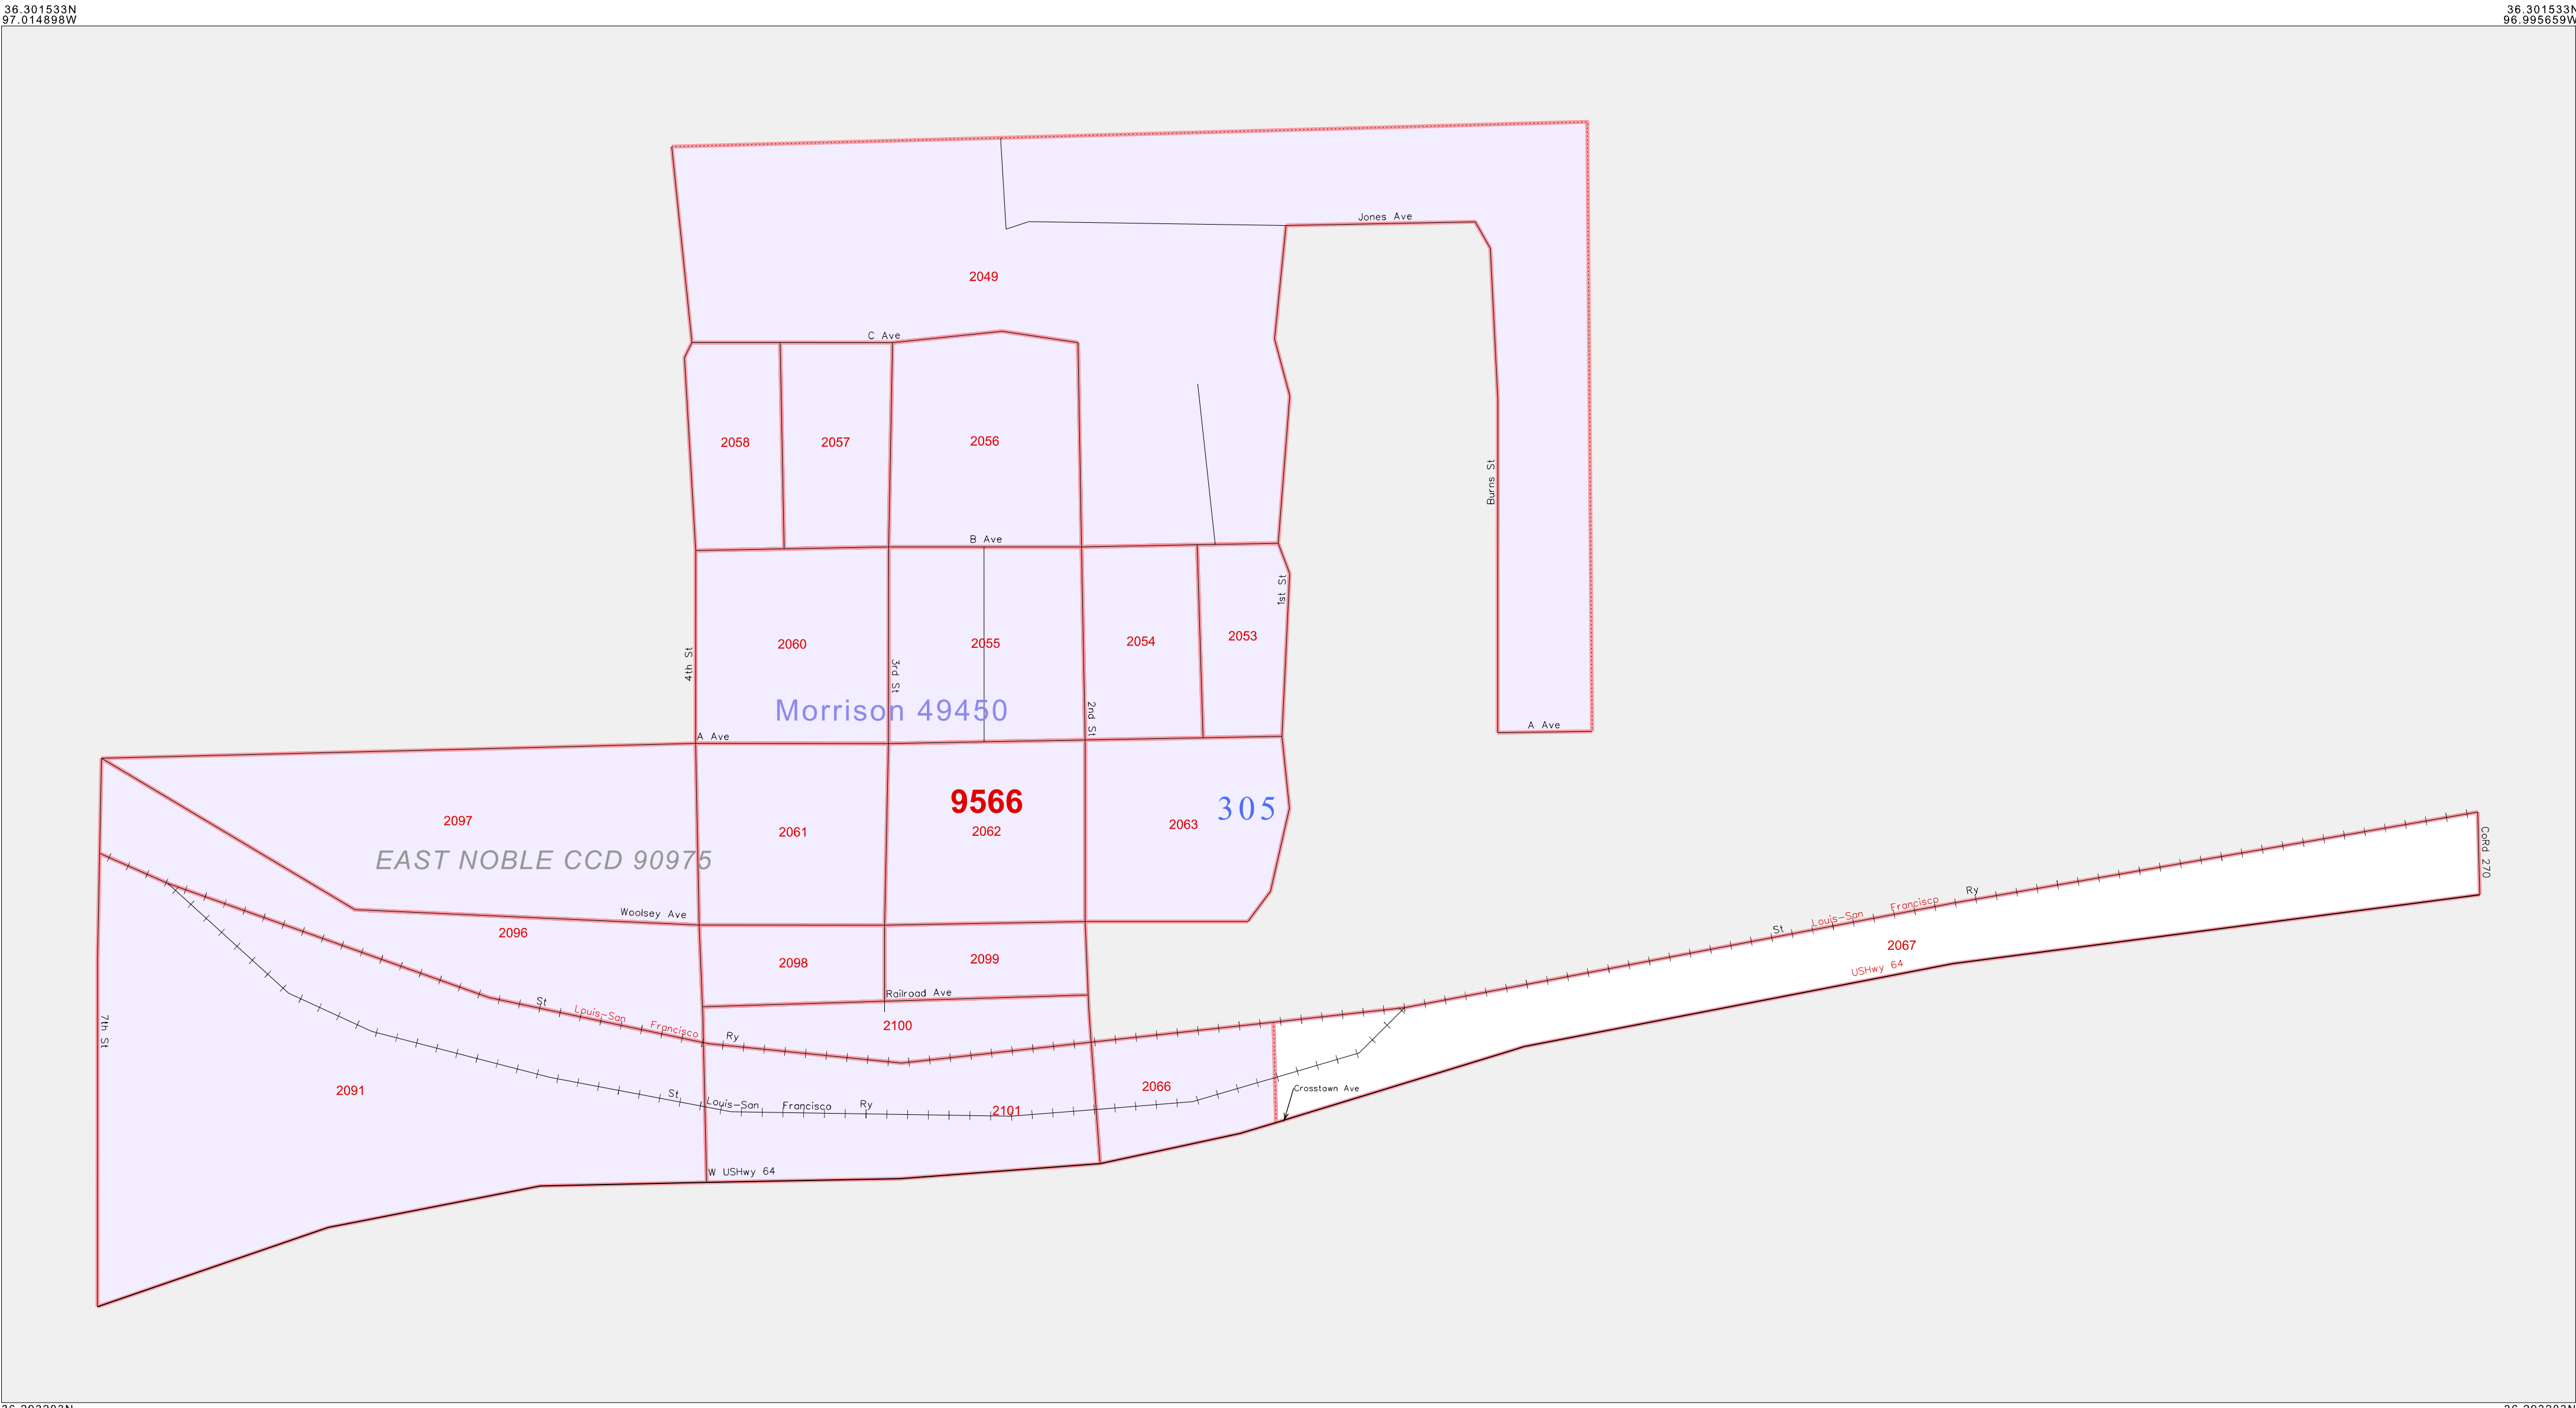 36.301533N
97.014898W
36.301533N
96.995659W
Jones Ave
2049
C Ave
2058
2057
2056
Burns St
B Ave
1st St
2060
2055
2054
2053
4th St
3rd St
2nd St
Morrison 49450
A Ave
A Ave
9566
305
2097
2061
2062
2063
EAST NOBLE CCD 90975
CoRd 270
Woolsey Ave
2096
2098
2099
St Louis-San Francisco Ry
2067
USHwy 64
Railroad Ave
7th St
St Louis-San Francisco Ry
2100
2091
2066
Crosstown Ave
St Louis-San Francisco Ry
2101
W USHwy 64